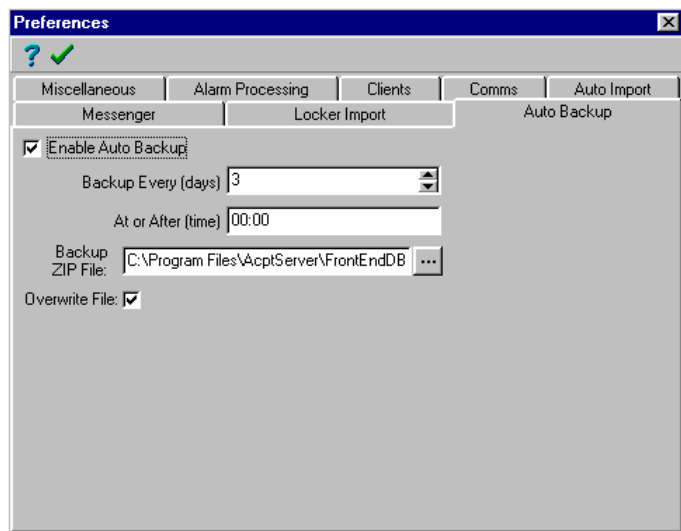 Preferences
?
Miscellaneous Alarm Processing Clients Comms Auto Import
Messenger Locker Import Auto Backup
Enable Auto Backup
Backup Every (days) 3
At or After (time) 00:00
Backup
ZIP File: C:\Program Files\AcptServer\FrontEndDB ...
Overwrite File: